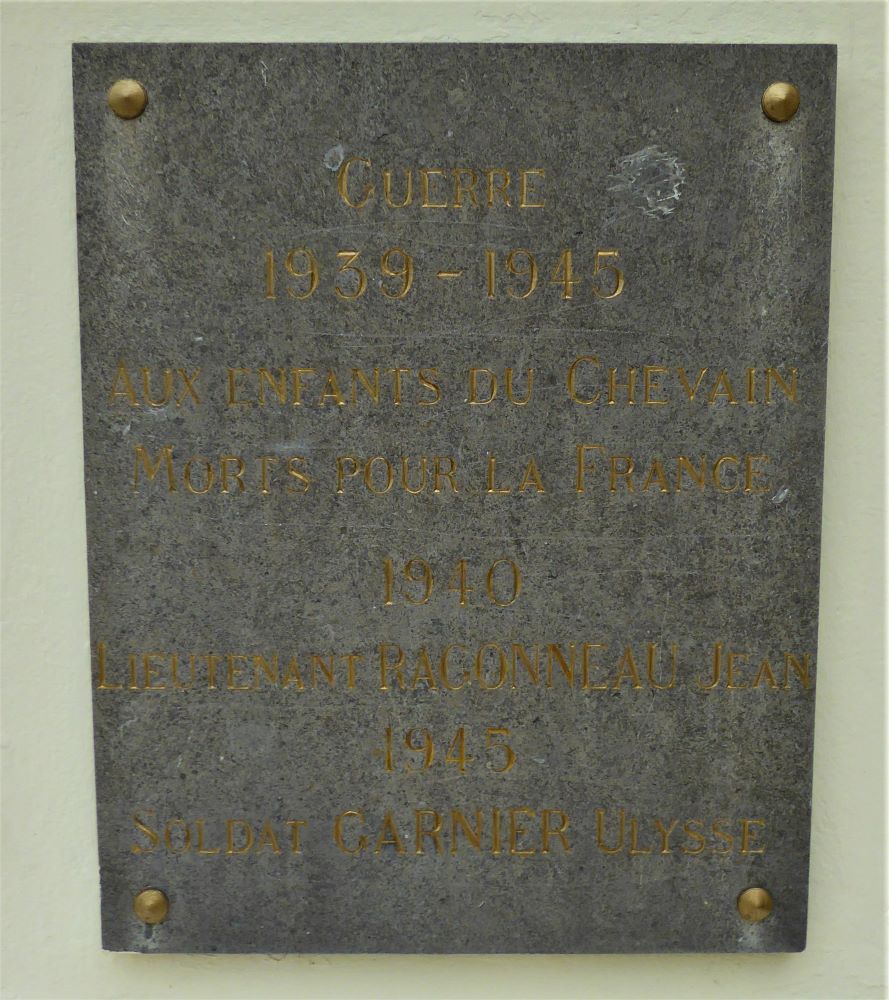 Guerre
1939 - 1945
Aux enfants du Chevain
Morts pour la France
1940
Lieutenant RAGONNEAU Jean
1945
Soldat GARNIER Ulysse